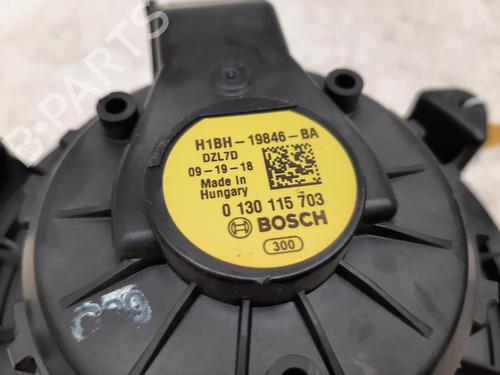 H1BH-19846-BA
DZL7D
09-19-18
Made in
Hungary
0 130 115 703
BOSCH
300
B-Parts